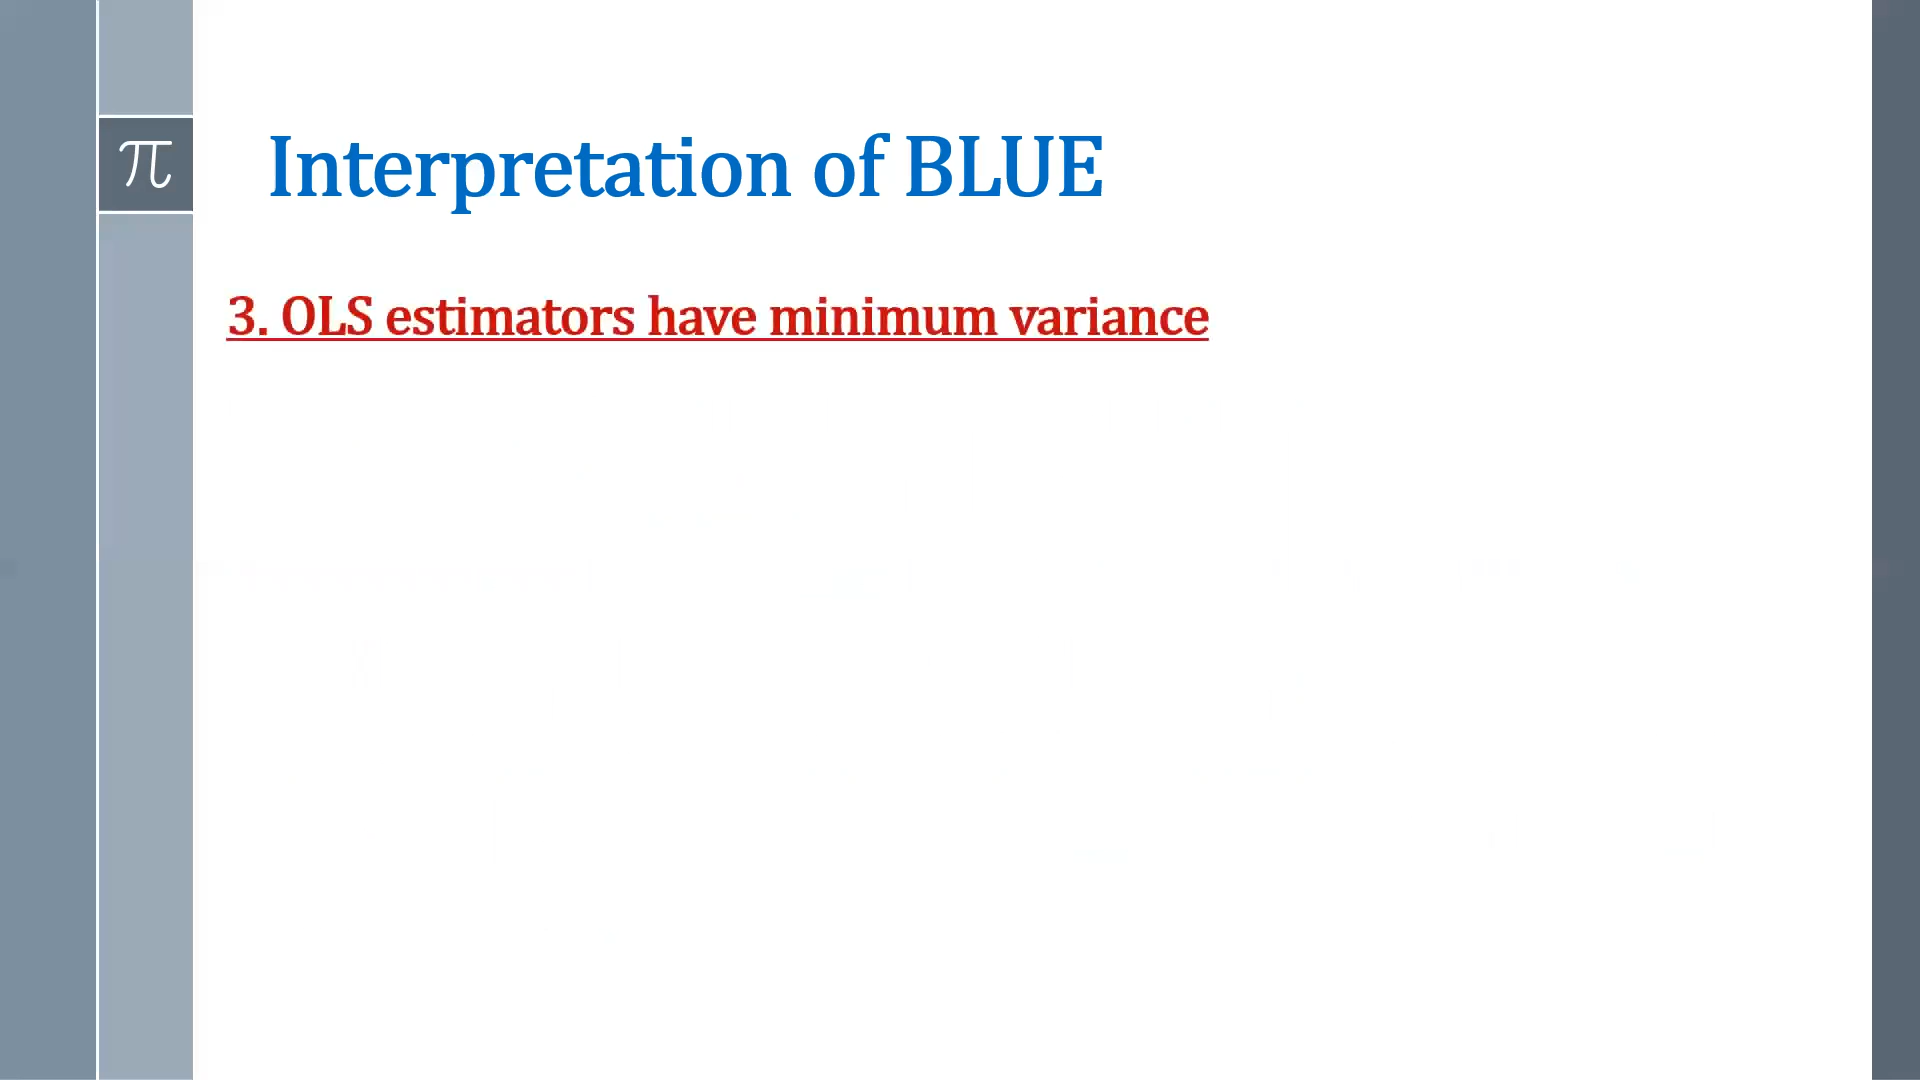 π
Interpretation of BLUE
3. OLS estimators have minimum variance